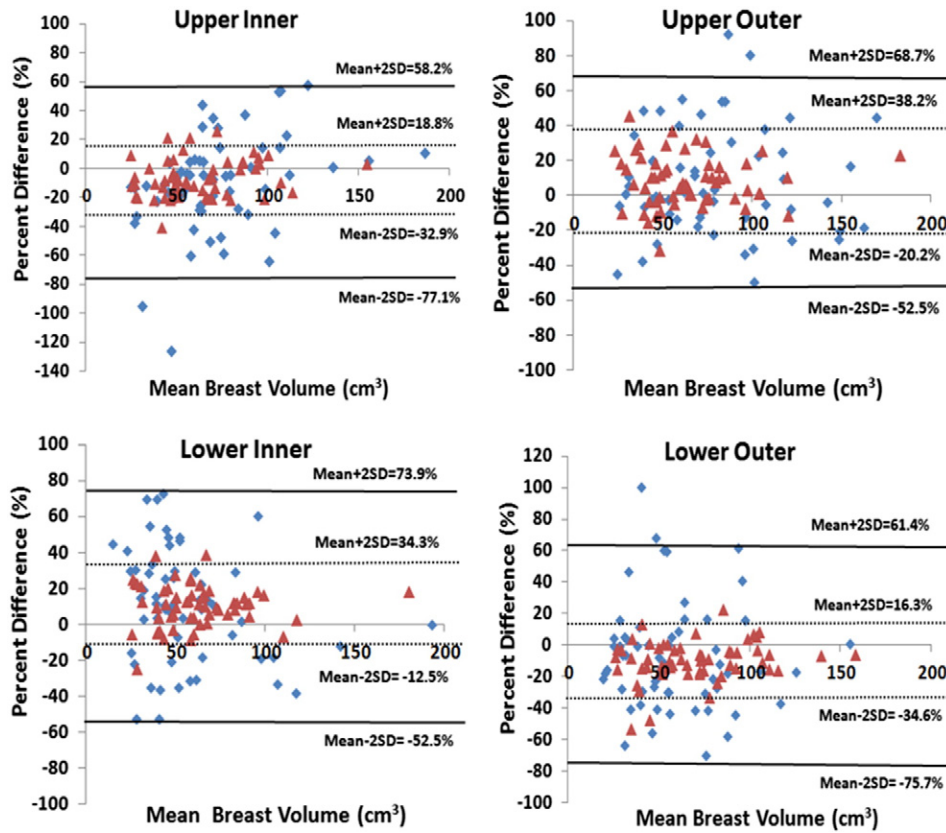 Upper Inner
Percent Difference (%)
100
80
60
40
20
0
-20
-40
-60
-80
-100
-120
-140
0
50
100
150
200
Mean+2SD=58.2%
Mean+2SD=18.8%
Mean-2SD=-32.9%
Mean-2SD= -77.1%
Mean Breast Volume (cm³)
Upper Outer
Percent Difference (%)
100
80
60
40
20
0
-20
-40
-60
-80
-100
0
50
100
150
200
Mean+2SD=68.7%
Mean+2SD=38.2%
Mean-2SD= -20.2%
Mean-2SD= -52.5%
Mean Breast Volume (cm³)
Lower Inner
Percent Difference (%)
100
80
60
40
20
0
-20
-40
-60
-80
-100
0
50
100
150
200
Mean+2SD=73.9%
Mean+2SD=34.3%
Mean-2SD= -12.5%
Mean-2SD= -52.5%
Mean Breast Volume (cm³)
Lower Outer
Percent Difference (%)
120
100
80
60
40
20
0
-20
-40
-60
-80
-100
0
50
100
150
200
Mean+2SD=61.4%
Mean+2SD=16.3%
Mean-2SD= -34.6%
Mean-2SD= -75.7%
Mean Breast Volume (cm³)